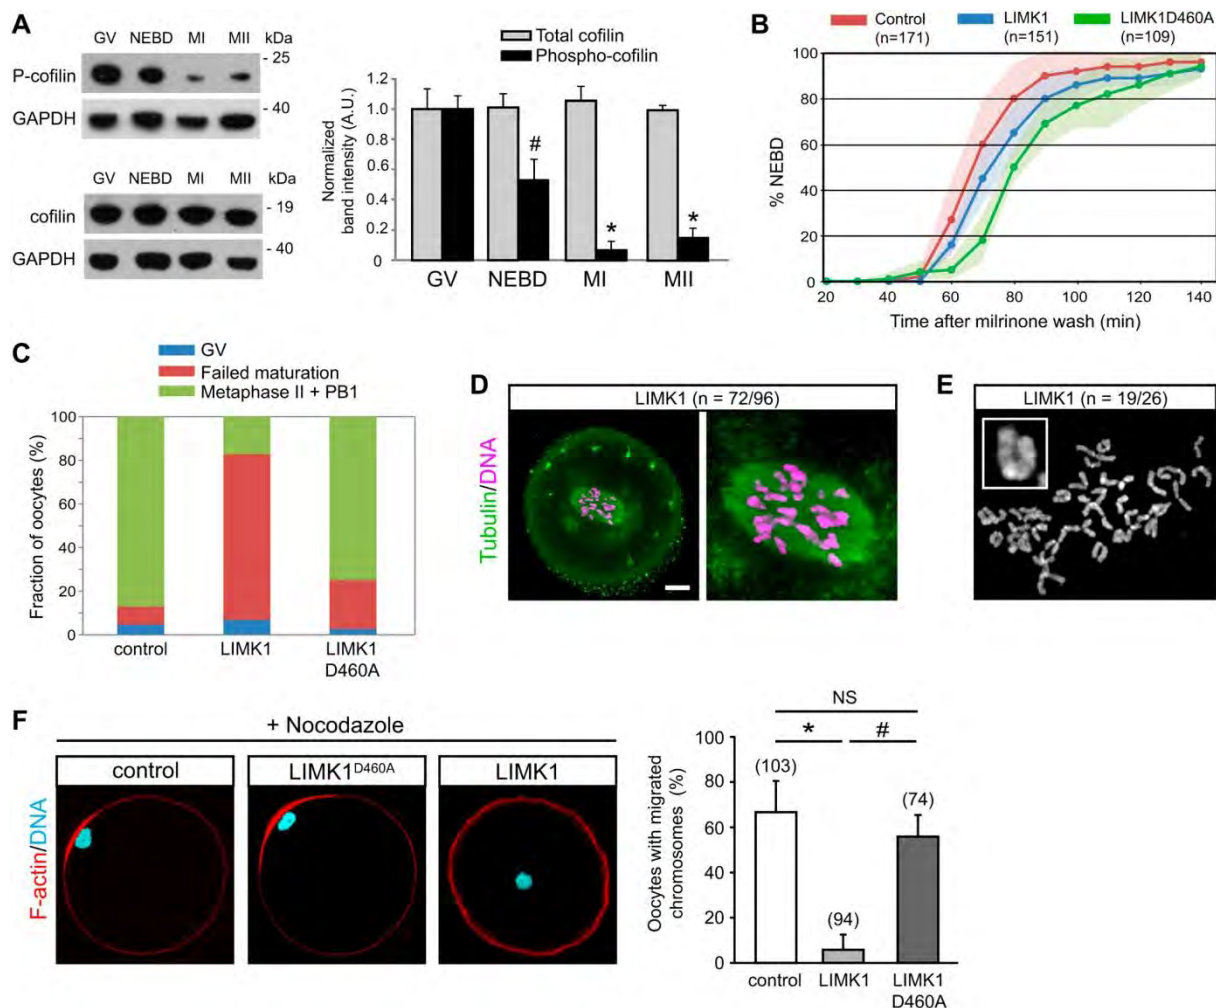 A
GV NEBD MI MII kDa
P-cofilin
- 25
GAPDH
- 40
GV NEBD MI MII kDa
cofilin
- 19
GAPDH
- 40
Total cofilin
Phospho-cofilin
Normalized
band intensity (A.U.)
1.2
1.0
0.8
0.6
0.4
0.2
0
#
*
*
GV NEBD MI MII
B
Control
(n=171)
LIMK1
(n=151)
LIMK1D460A
(n=109)
% NEBD
100
80
60
40
20
0
20 40 60 80 100 120 140
Time after milrinone wash (min)
C
GV
Failed maturation
Metaphase II + PB1
Fraction of oocytes (%)
100
80
60
40
20
0
control LIMK1 LIMK1
D460A
D
LIMK1 (n = 72/96)
Tubulin/DNA
E
LIMK1 (n = 19/26)
F
+ Nocodazole
control LIMK1D460A LIMK1
F-actin/DNA
NS
* #
Oocytes with migrated
chromosomes (%)
100
80
60
40
20
0
(103)
(94)
(74)
control LIMK1 LIMK1
D460A